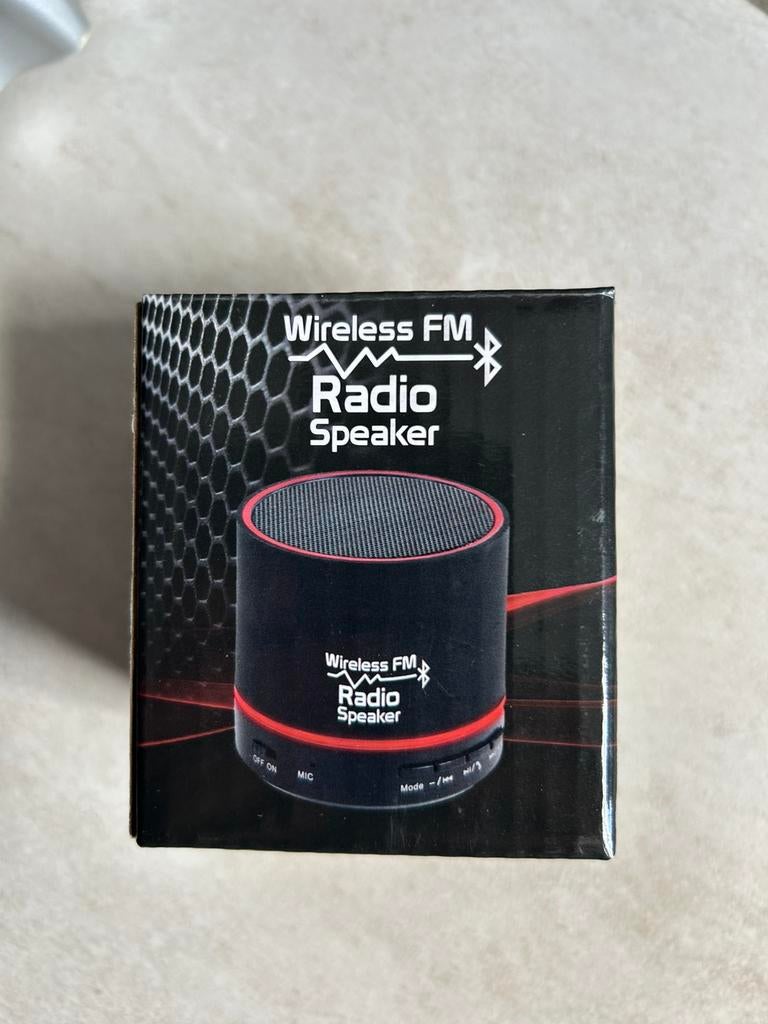 Wireless FM
Radio
Speaker
Wireless FM
Radio
Speaker
OFF ON
MIC
Mode -/⏮ ⏯/